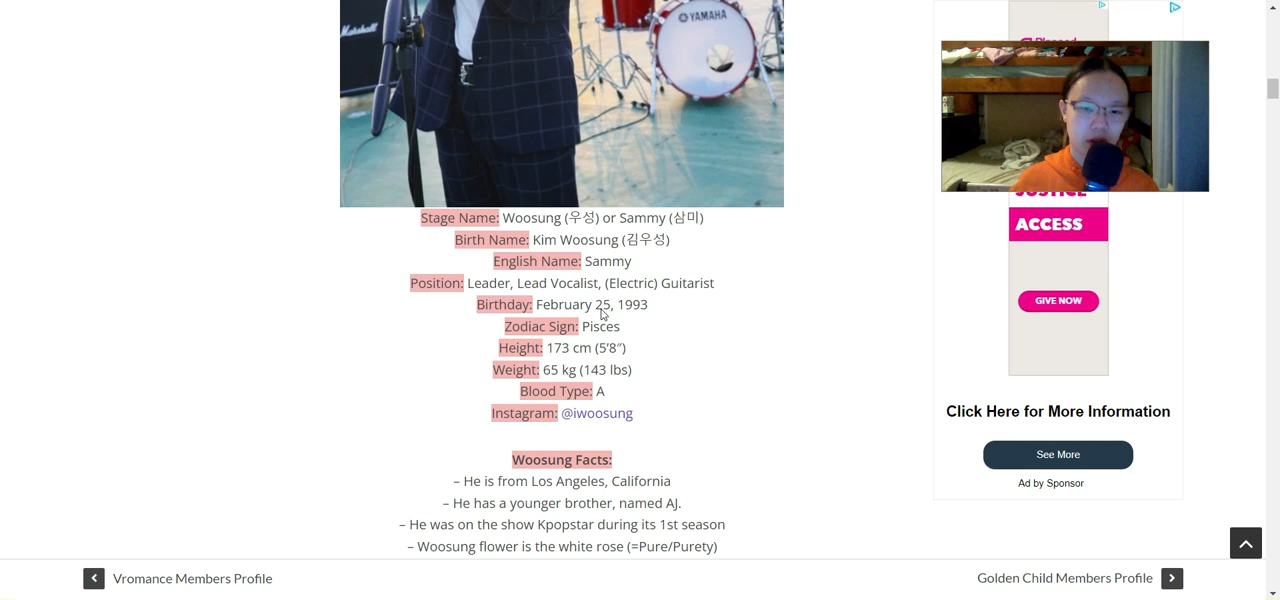 Marshall
YAMAHA
Stage Name: Woosung (우성) or Sammy (삼미)
Birth Name: Kim Woosung (김우성)
English Name: Sammy
Position: Leader, Lead Vocalist, (Electric) Guitarist
Birthday: February 25, 1993
Zodiac Sign: Pisces
Height: 173 cm (5’8″)
Weight: 65 kg (143 lbs)
Blood Type: A
Instagram: @iwoosung
Woosung Facts:
– He is from Los Angeles, California
– He has a younger brother, named AJ.
– He was on the show Kpopstar during its 1st season
– Woosung flower is the white rose (=Pure/Purety)
JUSTICE
ACCESS
GIVE NOW
Click Here for More Information
See More
Ad by Sponsor
Vromance Members Profile
Golden Child Members Profile